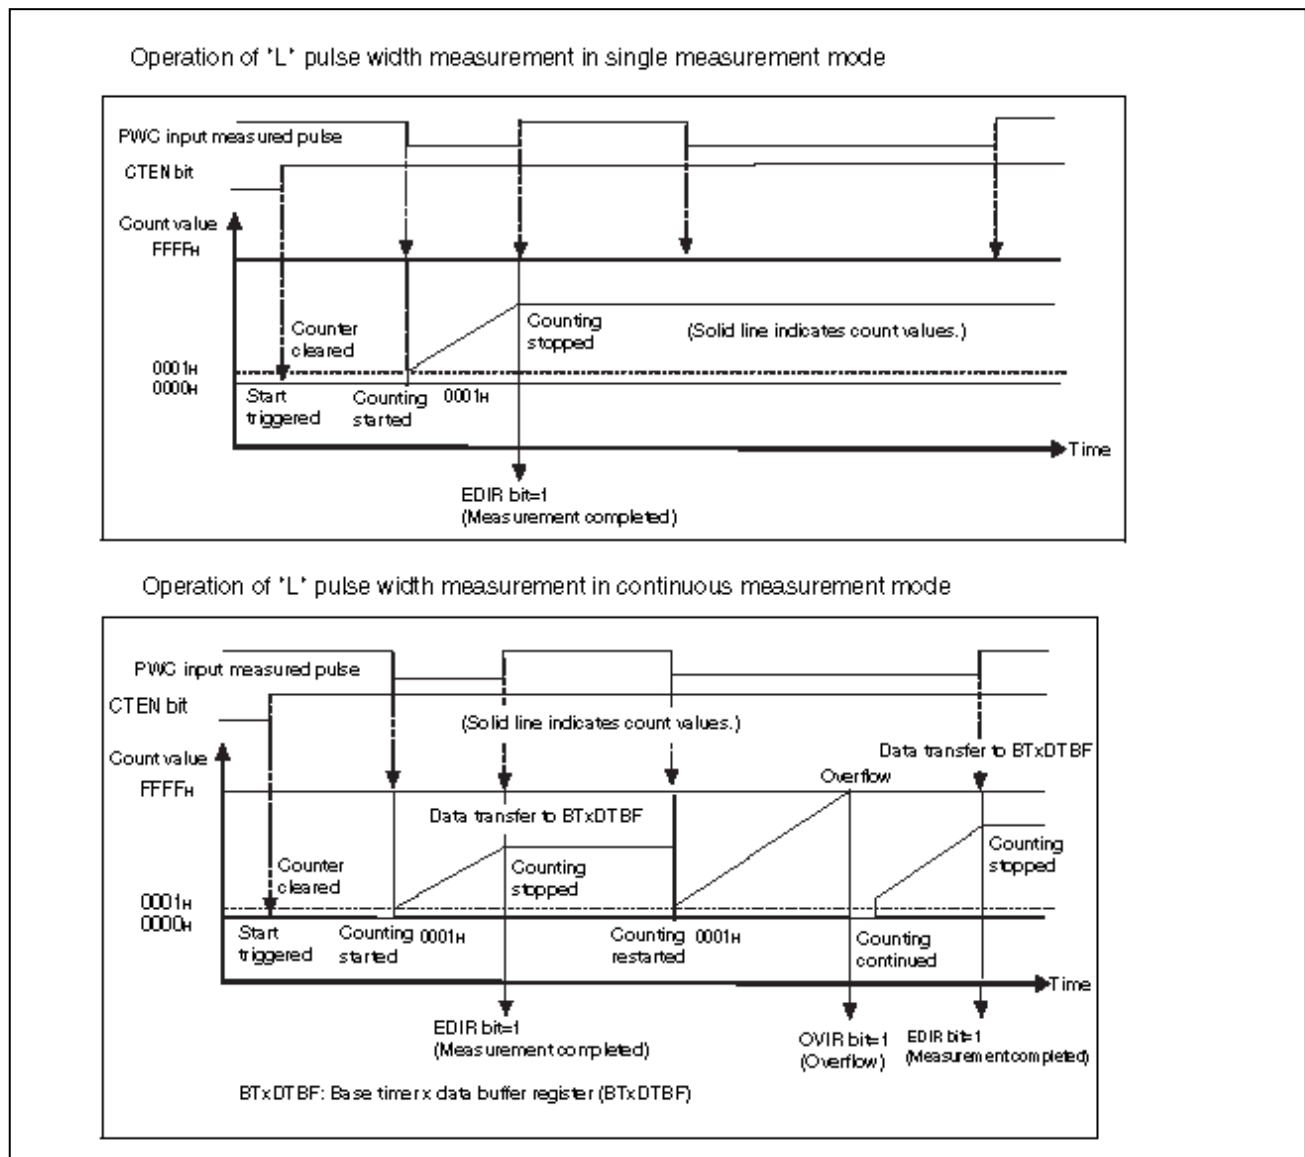 Operation of "L" pulse width measurement in single measurement mode
PWC input measured pulse
CTEN bit
Count value
FFFFH
Counter
cleared
Counting
stopped
(Solid line indicates count values.)
0001H
0000H
Start
triggered
Counting
started
0001H
Time
EDIR bit=1
(Measurement completed)
Operation of "L" pulse width measurement in continuous measurement mode
PWC input measured pulse
CTEN bit
(Solid line indicates count values.)
Count value
Data transfer to BTxDTBF
FFFFH
Overflow
Data transfer to BTxDTBF
Counter
cleared
Counting
stopped
Counting
stopped
0001H
0000H
Start
triggered
Counting
started
0001H
Counting
restarted
0001H
Counting
continued
Time
EDIR bit=1
(Measurement completed)
OVIR bit=1
(Overflow)
EDIR bit=1
(Measurement completed)
BTxDTBF: Base timer x data buffer register (BTxDTBF)